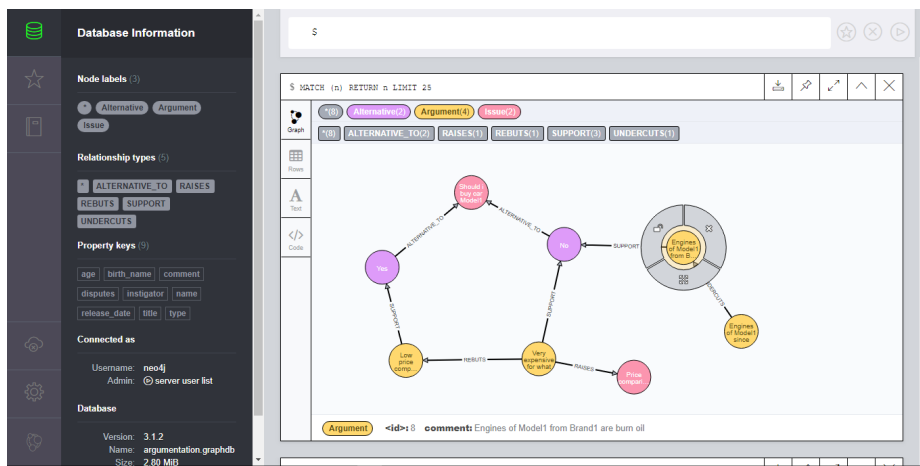 Database Information
Node labels (3)
* Alternative Argument
Issue
Relationship types (5)
* ALTERNATIVE_TO RAISES
REBUTS SUPPORT
UNDERCUTS
Property keys (9)
age birth_name comment
disputes instigator name
release_date title type
Connected as
Username: neo4j
Admin: server user list
Database
Version: 3.1.2
Name: argumentation.graphdb
Size: 2.80 MiB
$
$ MATCH (n) RETURN n LIMIT 25
*(8) Alternative(2) Argument(4) Issue(2)
*(8) ALTERNATIVE_TO(2) RAISES(1) REBUTS(1) SUPPORT(3) UNDERCUTS(1)
Graph
Rows
A
Text
</>
Code
Should I
buy car
Model1
ALTERNATIVE_TO
ALTERNATIVE_TO
Yes
No
SUPPORT
Engines
of Model1
from B...
UNDERCUTS
Engines
of Model1
since
SUPPORT
SUPPORT
Low
price
comp...
REBUTS
Very
expensive
for what
RAISES
Price
compari...
Argument <id>: 8 comment: Engines of Model1 from Brand1 are burn oil